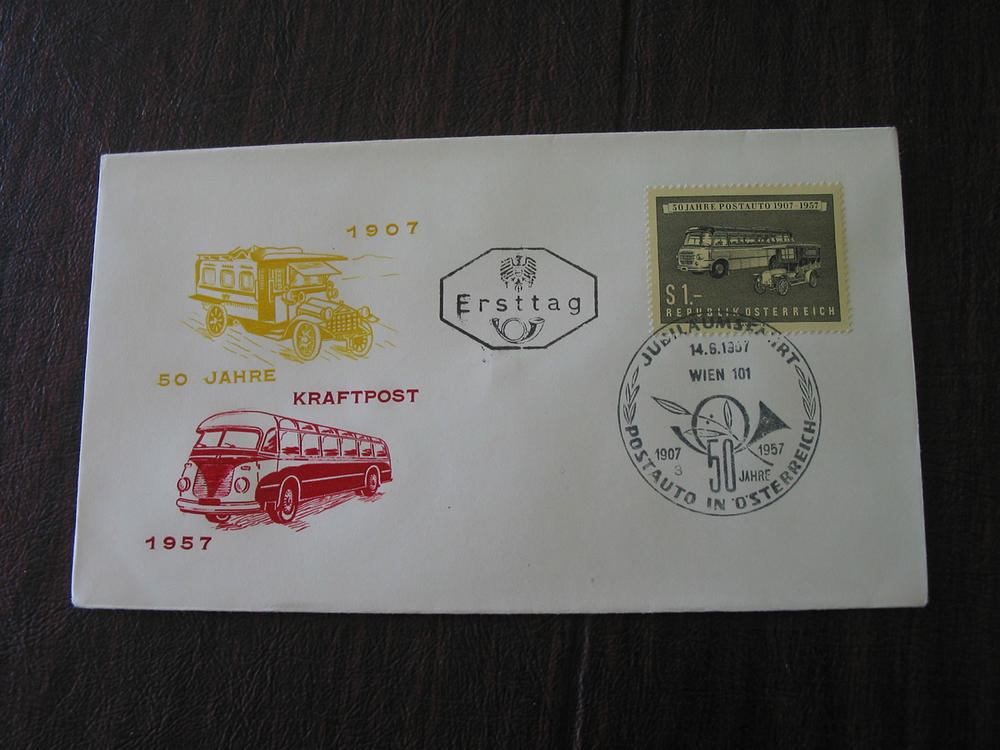 1907
50 JAHRE
KRAFTPOST
1957
Ersttag
50 JAHRE POSTAUTO 1907-1957
S 1.-
REPUBLIK ÖSTERREICH
JUBILÄUMSFAHRT
14.6.1957
WIEN 101
1907 1957
3
50 JAHRE
POSTAUTO IN ÖSTERREICH